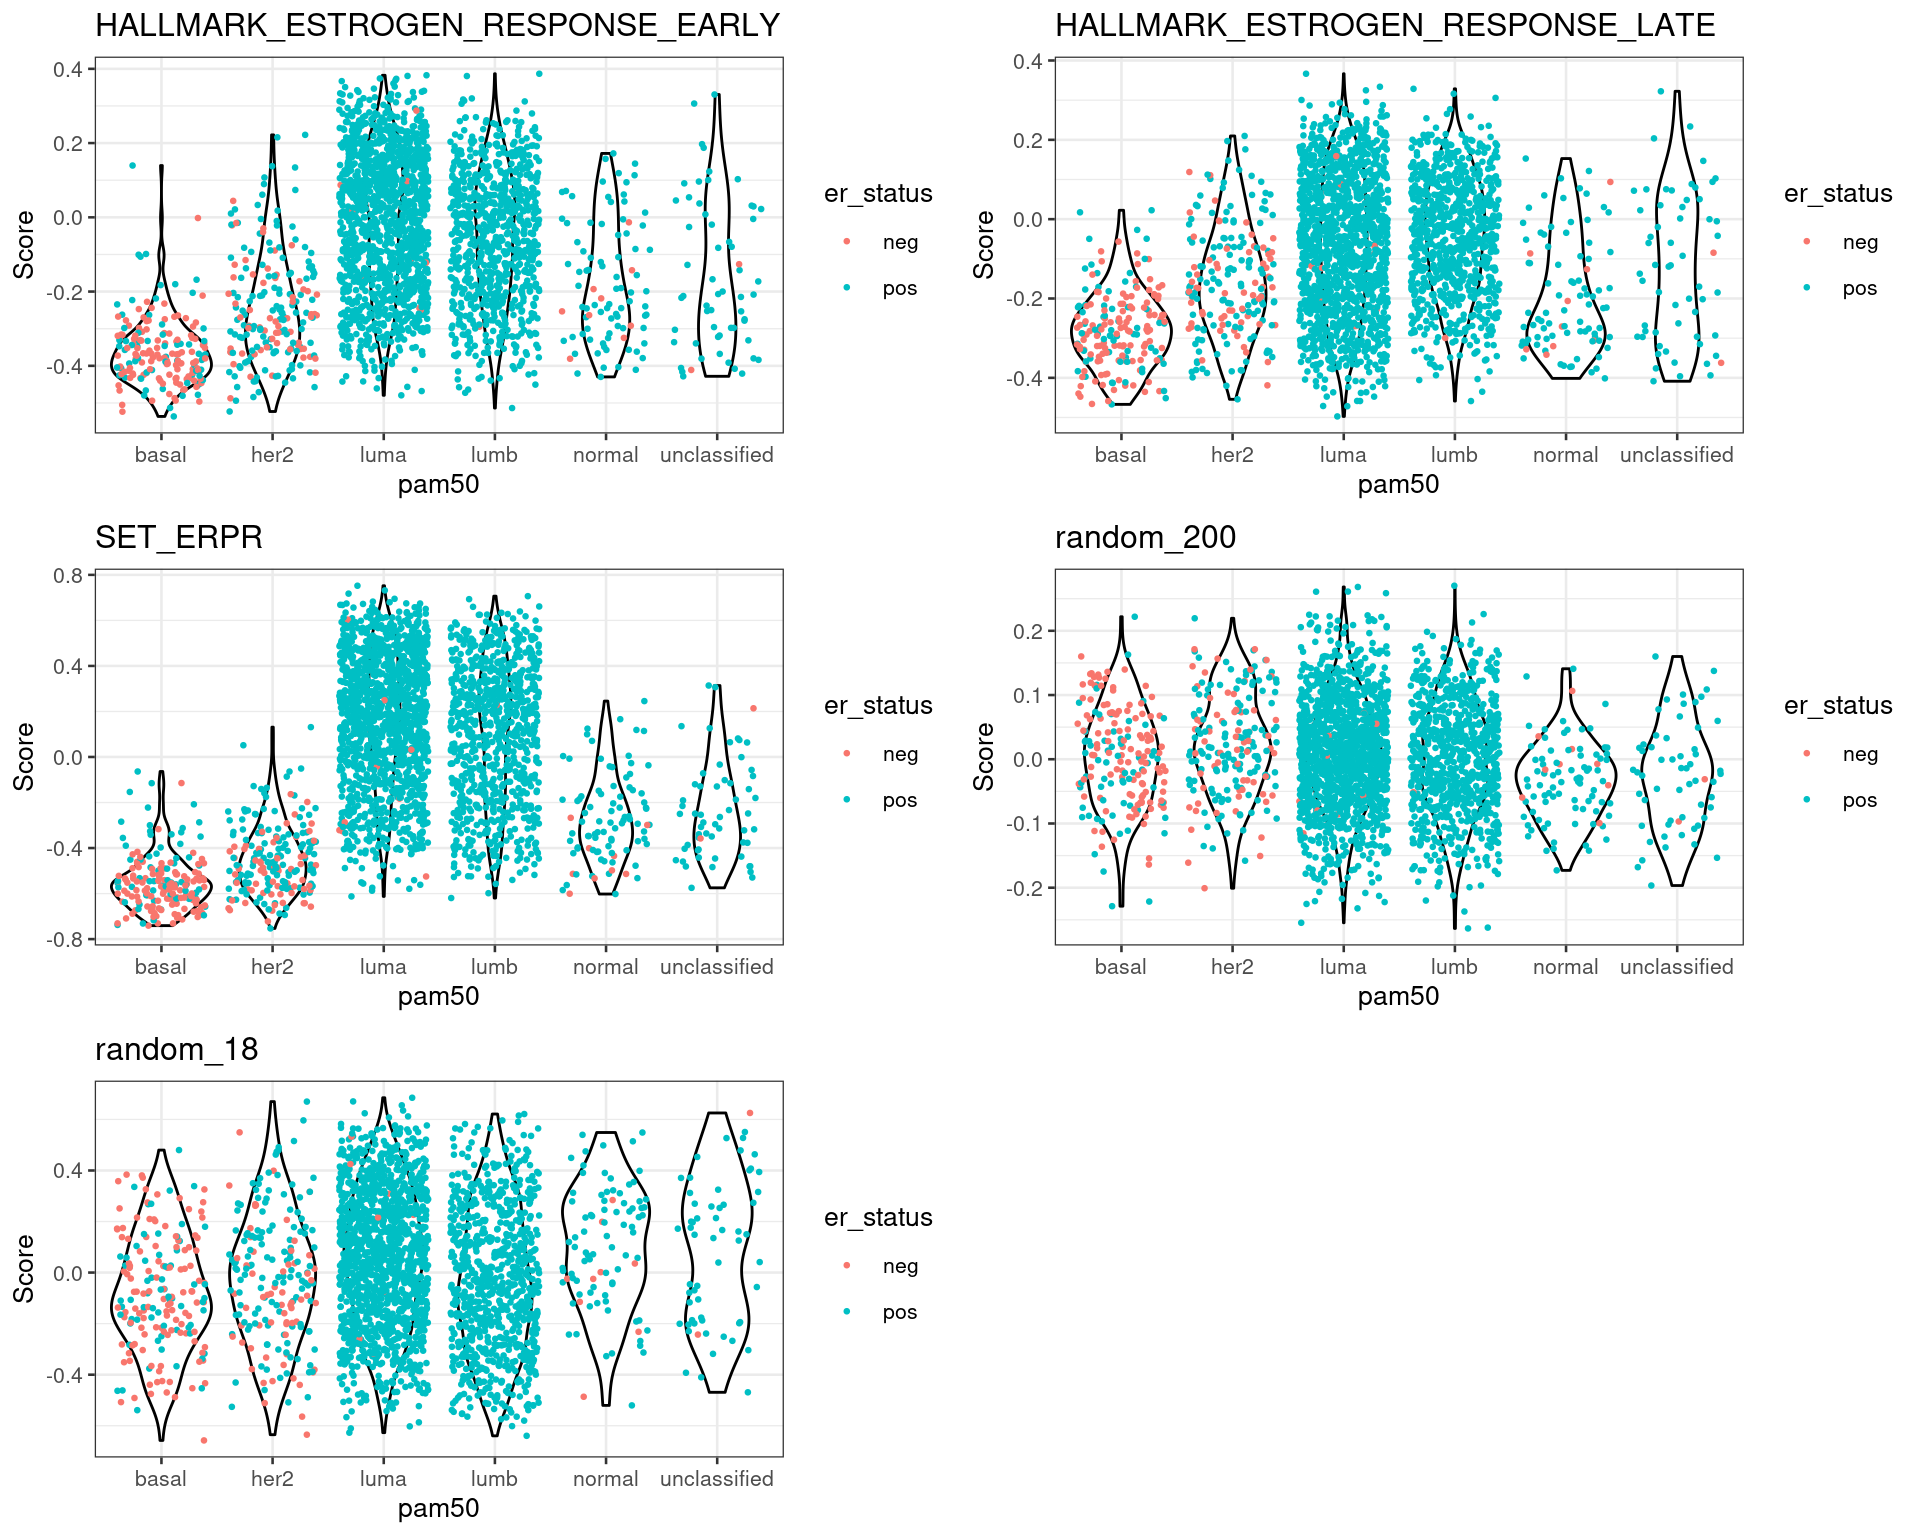 HALLMARK_ESTROGEN_RESPONSE_EARLY
0.4
0.2
0.0
-0.2
-0.4
Score
basal her2 luma lumb normal unclassified
pam50
er_status
neg
pos
HALLMARK_ESTROGEN_RESPONSE_LATE
0.4
0.2
0.0
-0.2
-0.4
Score
basal her2 luma lumb normal unclassified
pam50
er_status
neg
pos
SET_ERPR
0.8
0.4
0.0
-0.4
-0.8
Score
basal her2 luma lumb normal unclassified
pam50
er_status
neg
pos
random_200
0.2
0.1
0.0
-0.1
-0.2
Score
basal her2 luma lumb normal unclassified
pam50
er_status
neg
pos
random_18
0.4
0.0
-0.4
Score
basal her2 luma lumb normal unclassified
pam50
er_status
neg
pos